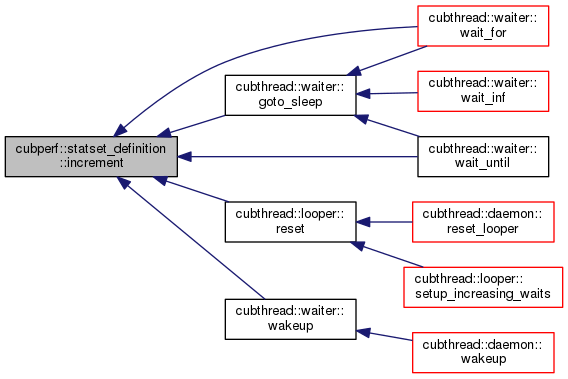 cubperf::statset_definition
::increment
cubthread::waiter::
goto_sleep
cubthread::looper::
reset
cubthread::waiter::
wakeup
cubthread::waiter::
wait_for
cubthread::waiter::
wait_inf
cubthread::waiter::
wait_until
cubthread::daemon::
reset_looper
cubthread::looper::
setup_increasing_waits
cubthread::daemon::
wakeup